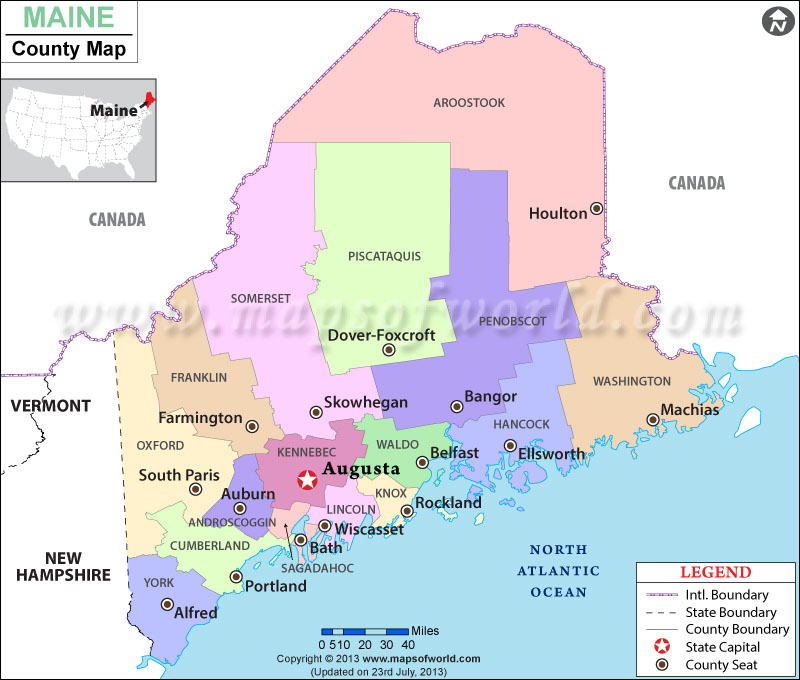 MAINE
County Map
N
Maine
AROOSTOOK
CANADA
CANADA
Houlton
PISCATAQUIS
SOMERSET
www.mapsofworld.com
PENOBSCOT
Dover-Foxcroft
FRANKLIN
WASHINGTON
VERMONT
Skowhegan
Bangor
Machias
Farmington
HANCOCK
OXFORD
KENNEBEC
WALDO
Belfast
Ellsworth
Augusta
South Paris
Auburn
KNOX
Rockland
LINCOLN
ANDROSCOGGIN
Wiscasset
CUMBERLAND
Bath
SAGADAHOC
NEW
HAMPSHIRE
NORTH
ATLANTIC
OCEAN
YORK
Portland
Alfred
LEGEND
Intl. Boundary
State Boundary
County Boundary
State Capital
County Seat
Miles
0 5 10 20 30 40
Copyright © 2013 www.mapsofworld.com
(Updated on 23rd July, 2013)